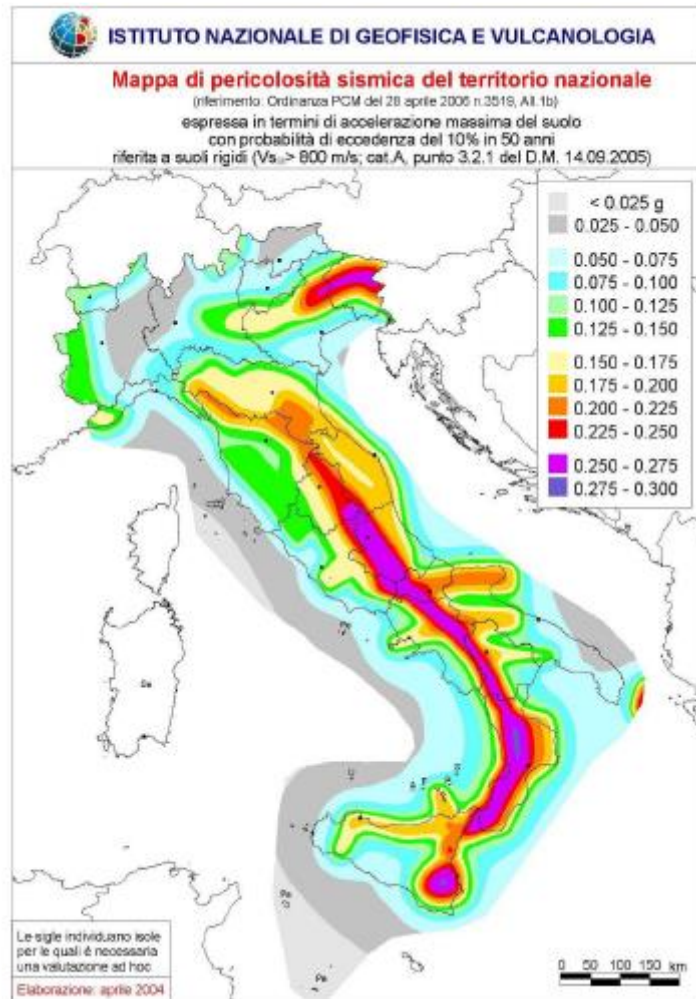 ISTITUTO NAZIONALE DI GEOFISICA E VULCANOLOGIA
Mappa di pericolosità sismica del territorio nazionale
(riferimento: Ordinanza PCM del 28 aprile 2006 n.3519, All.1b)
espressa in termini di accelerazione massima del suolo
con probabilità di eccedenza del 10% in 50 anni
riferita a suoli rigidi (Vs₃₀> 800 m/s; cat.A, punto 3.2.1 del D.M. 14.09.2005)
< 0.025 g
0.025 - 0.050
0.050 - 0.075
0.075 - 0.100
0.100 - 0.125
0.125 - 0.150
0.150 - 0.175
0.175 - 0.200
0.200 - 0.225
0.225 - 0.250
0.250 - 0.275
0.275 - 0.300
Le sigle individuano isole
per le quali è necessaria
una valutazione ad hoc
Elaborazione: aprile 2004
0 50 100 150 km